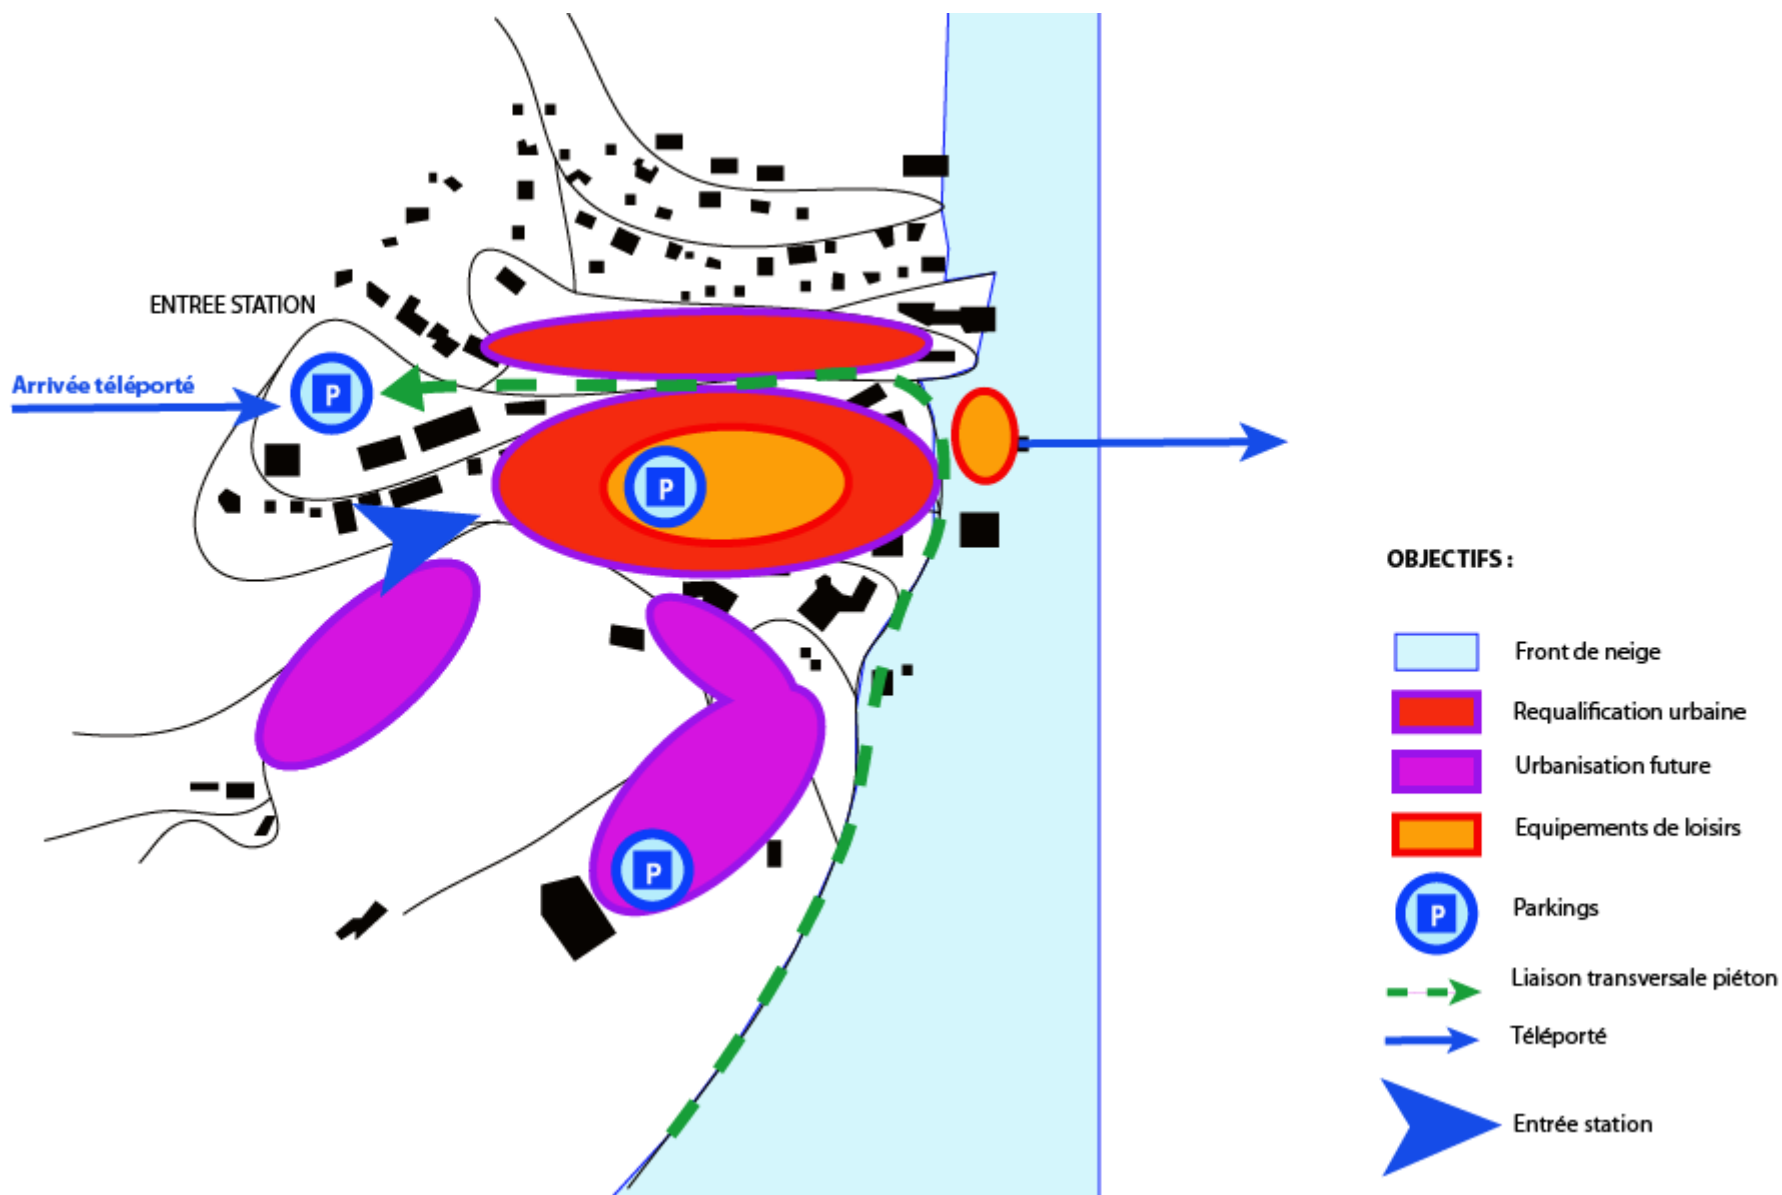 ENTREE STATION
Arrivée téléporté
P
P
P
OBJECTIFS :
Front de neige
Requalification urbaine
Urbanisation future
Equipements de loisirs
P
Parkings
Liaison transversale piéton
Téléporté
Entrée station